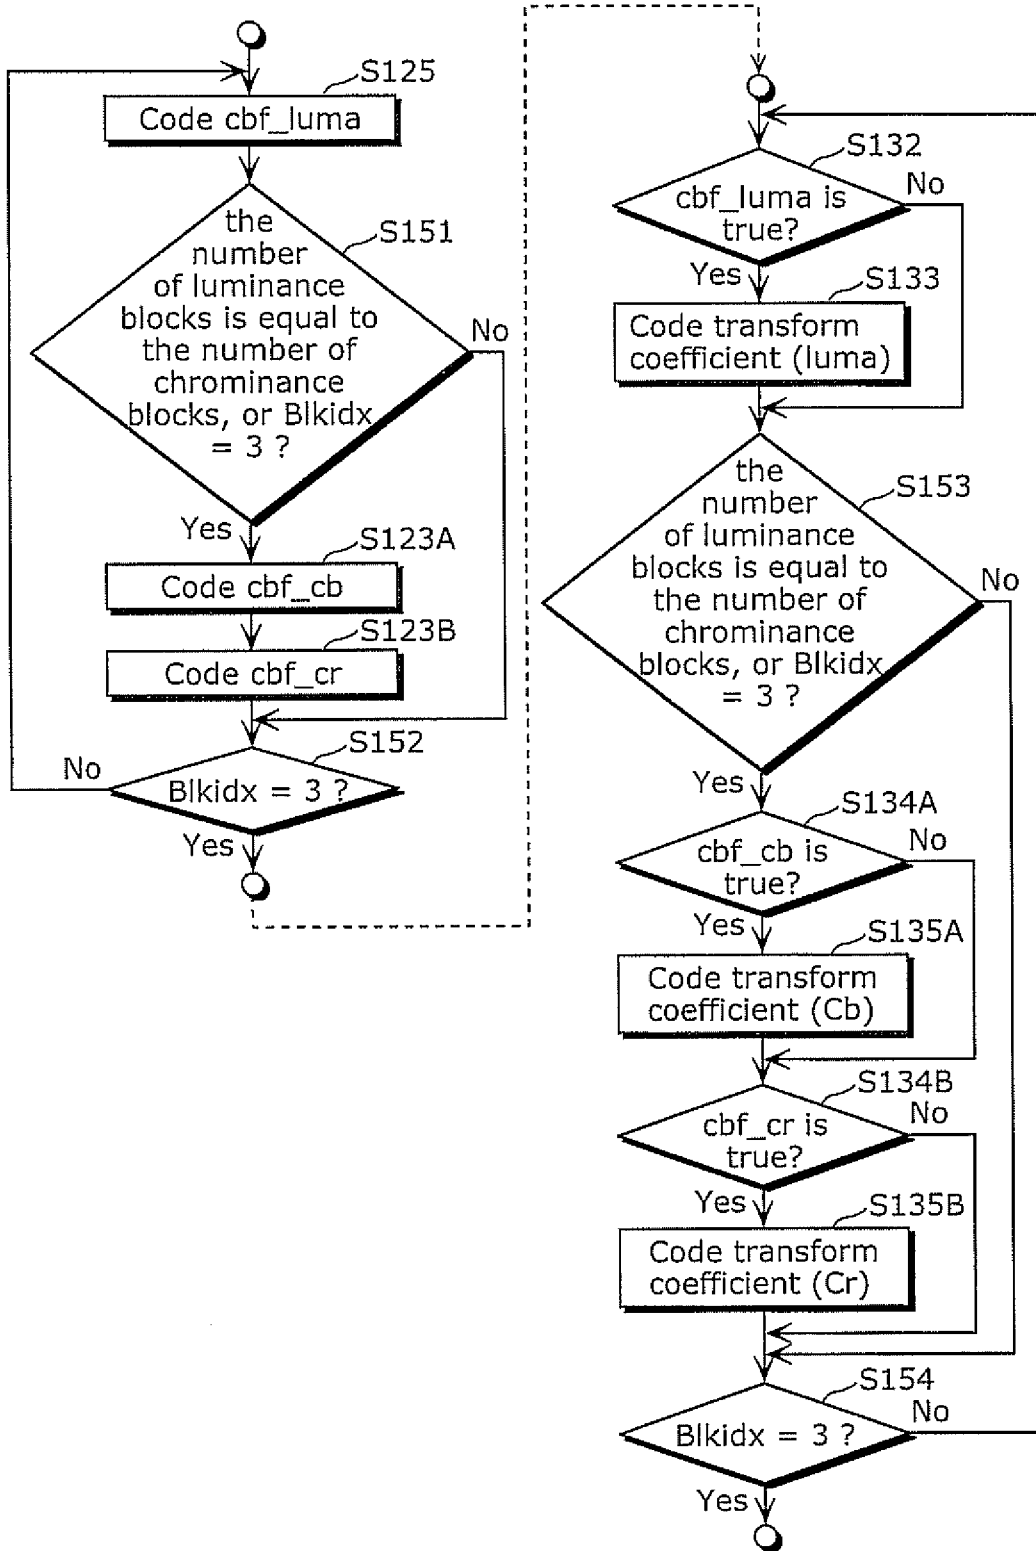 S125
Code cbf_luma
S151
the
number
of luminance
blocks is equal to
the number of
chrominance
blocks, or Blkidx
= 3 ?
No
Yes
S123A
Code cbf_cb
S123B
Code cbf_cr
S152
No
Blkidx = 3 ?
Yes
S132
No
cbf_luma is
true?
Yes
S133
Code transform
coefficient (luma)
S153
the
number
of luminance
blocks is equal to
the number of
chrominance
blocks, or Blkidx
= 3 ?
No
Yes
S134A
No
cbf_cb is
true?
Yes
S135A
Code transform
coefficient (Cb)
S134B
No
cbf_cr is
true?
Yes
S135B
Code transform
coefficient (Cr)
S154
No
Blkidx = 3 ?
Yes